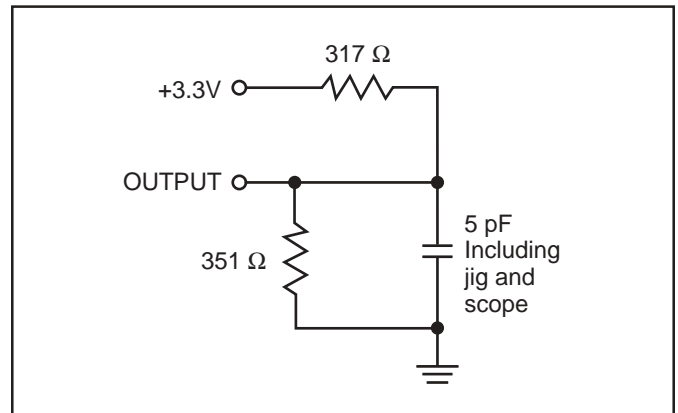 317 Ω
+3.3V
OUTPUT
351 Ω
5 pF
Including
jig and
scope